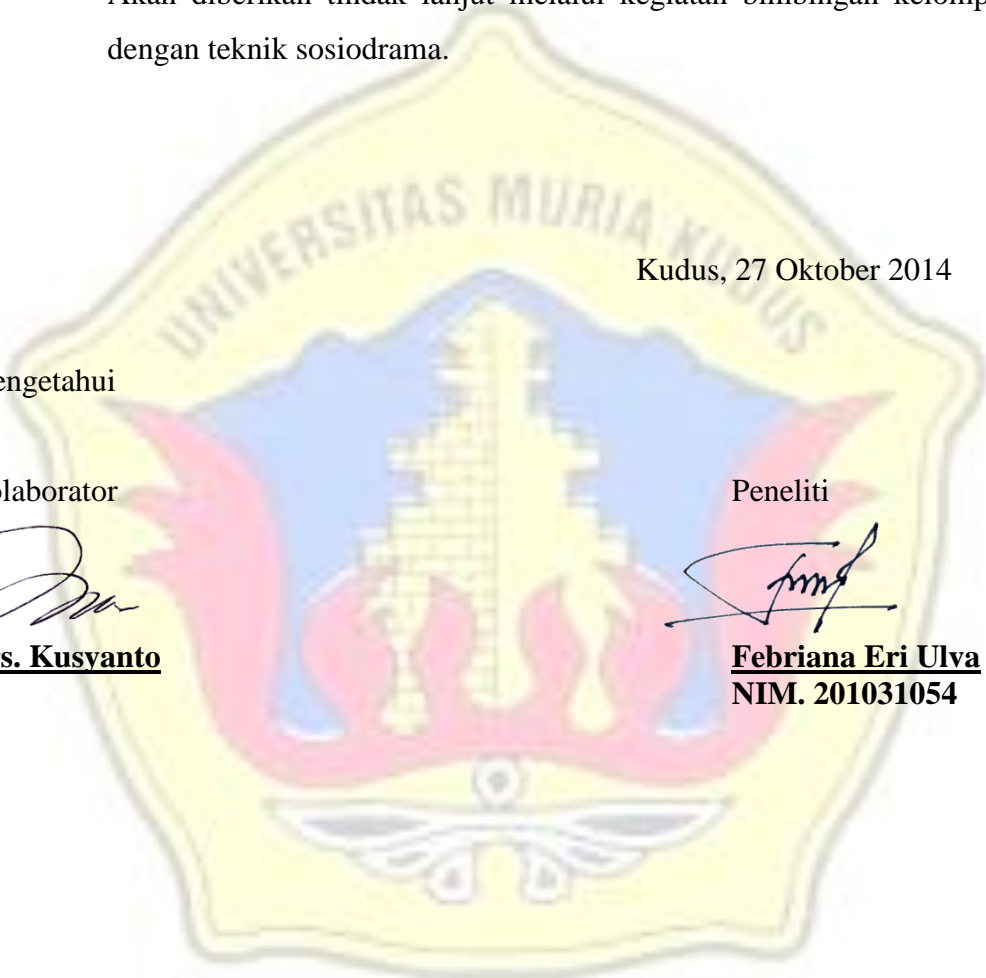 Akan diberikan tindak lanjut melalui kegiatan bimbingan kelomp
dengan teknik sosiodrama.
UNIVERSITAS MURIA KUDUS
Kudus, 27 Oktober 2014
engetahui
olaborator Peneliti
rs. Kusyanto Febriana Eri Ulva
NIM. 201031054